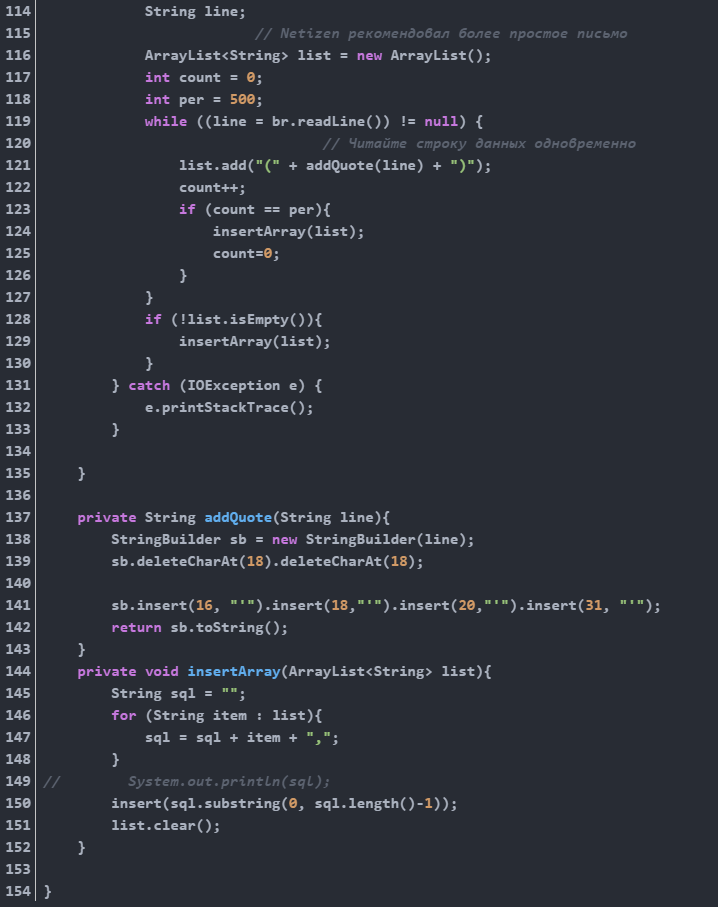 114             String line;
115                          // Netizen рекомендовал более простое письмо
116             ArrayList<String> list = new ArrayList();
117             int count = 0;
118             int per = 500;
119             while ((line = br.readLine()) != null) {
120                                  // Читайте строку данных одновременно
121                 list.add("(" + addQuote(line) + ")");
122                 count++;
123                 if (count == per){
124                     insertArray(list);
125                     count=0;
126                 }
127             }
128             if (!list.isEmpty()){
129                 insertArray(list);
130             }
131         } catch (IOException e) {
132             e.printStackTrace();
133         }
134
135     }
136
137     private String addQuote(String line){
138         StringBuilder sb = new StringBuilder(line);
139         sb.deleteCharAt(18).deleteCharAt(18);
140
141         sb.insert(16, "'").insert(18,"'").insert(20,"'").insert(31, "'");
142         return sb.toString();
143     }
144     private void insertArray(ArrayList<String> list){
145         String sql = "";
146         for (String item : list){
147             sql = sql + item + ",";
148         }
149 //        System.out.println(sql);
150         insert(sql.substring(0, sql.length()-1));
151         list.clear();
152     }
153
154 }